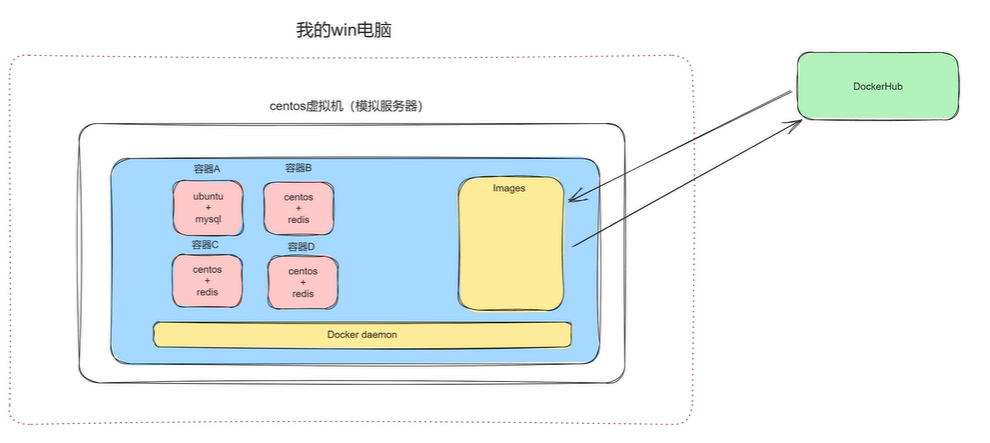 我的win电脑
DockerHub
centos虚拟机（模拟服务器）
容器A
容器B
Images
ubuntu
+
mysql
centos
+
redis
容器C
容器D
centos
+
redis
centos
+
redis
Docker daemon